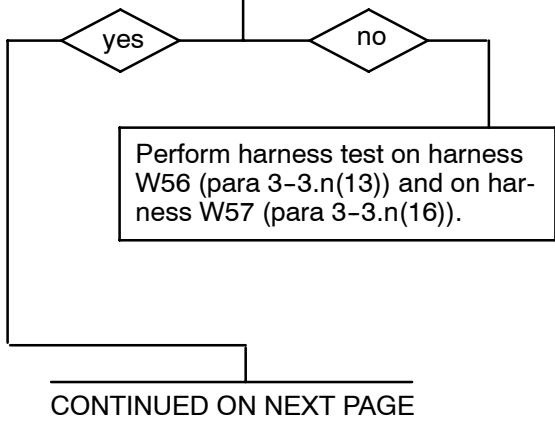 yes
no
Perform harness test on harness
W56 (para 3-3.n(13)) and on har-
ness W57 (para 3-3.n(16)).
CONTINUED ON NEXT PAGE